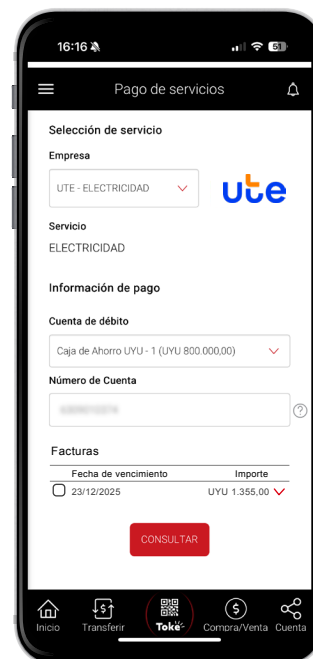 16:16
51
Pago de servicios
Selección de servicio
Empresa
UTE - ELECTRICIDAD
ute
Servicio
ELECTRICIDAD
Información de pago
Cuenta de débito
Caja de Ahorro UYU - 1 (UYU 800.000,00)
Número de Cuenta
?
Facturas
Fecha de vencimiento Importe
23/12/2025 UYU 1.355,00
CONSULTAR
Inicio Transferir Toke Compra/Venta Cuenta